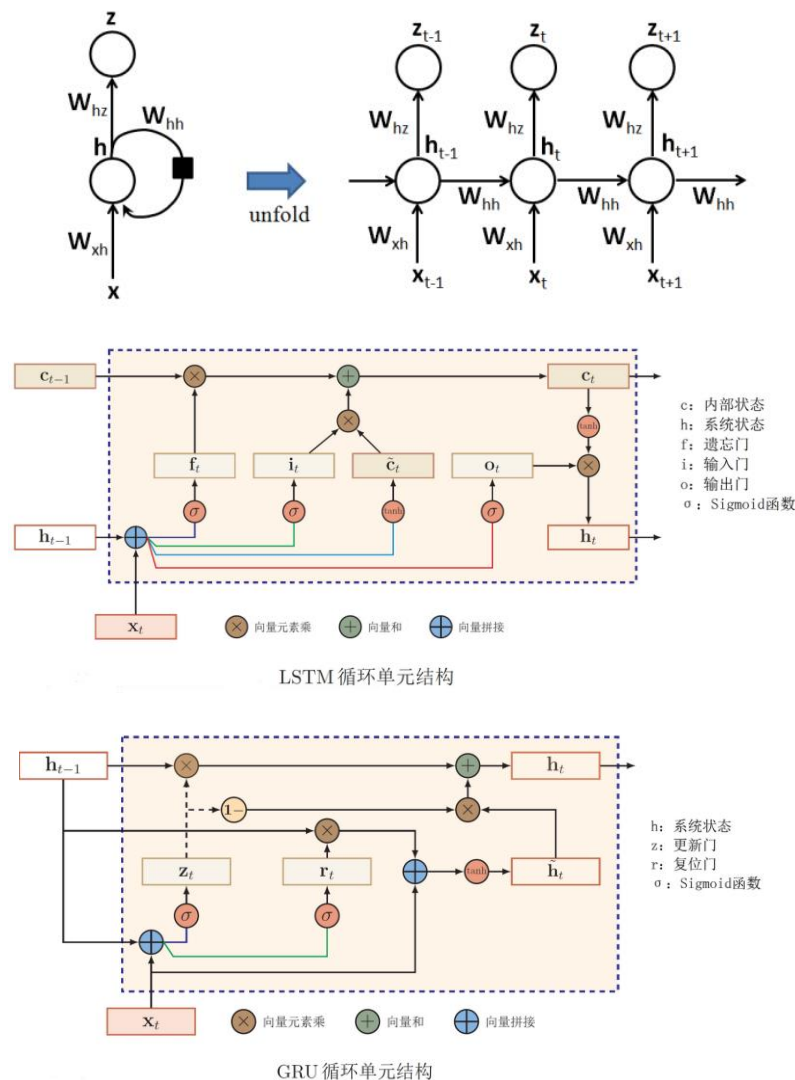 z
W_hz
W_hh
h
W_xh
x
unfold
z_t-1 z_t z_t+1
W_hz W_hz W_hz
h_t-1 h_t h_t+1
W_hh W_hh W_hh
W_xh W_xh W_xh
x_t-1 x_t x_t+1
c_t−1 × + c_t
tanh
×
f_t i_t c̃_t o_t ×
σ σ tanh σ
h_t−1 h_t
x_t
c：内部状态
h：系统状态
f：遗忘门
i：输入门
o：输出门
σ：Sigmoid函数
× 向量元素乘 + 向量和 向量拼接
LSTM 循环单元结构
h_t−1 × + h_t
1− ×
×
z_t r_t tanh h̃_t
σ σ
x_t
h：系统状态
z：更新门
r：复位门
σ：Sigmoid函数
× 向量元素乘 + 向量和 向量拼接
GRU 循环单元结构